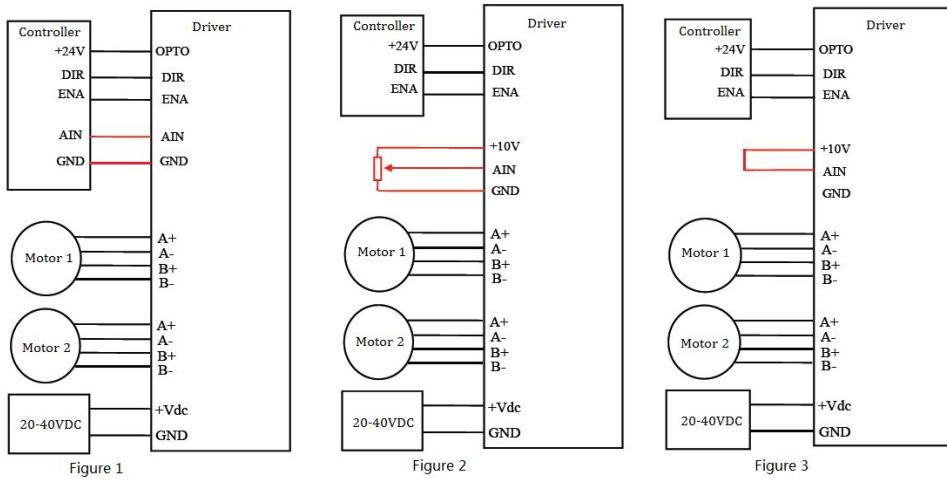 Controller
Driver
+24V
OPTO
DIR
DIR
ENA
ENA
AIN
AIN
GND
GND
Motor 1
A+
A-
B+
B-
Motor 2
A+
A-
B+
B-
20-40VDC
+Vdc
GND
Figure 1
Controller
Driver
+24V
OPTO
DIR
DIR
ENA
ENA
+10V
AIN
GND
Motor 1
A+
A-
B+
B-
Motor 2
A+
A-
B+
B-
20-40VDC
+Vdc
GND
Figure 2
Controller
Driver
+24V
OPTO
DIR
DIR
ENA
ENA
+10V
AIN
GND
Motor 1
A+
A-
B+
B-
Motor 2
A+
A-
B+
B-
20-40VDC
+Vdc
GND
Figure 3